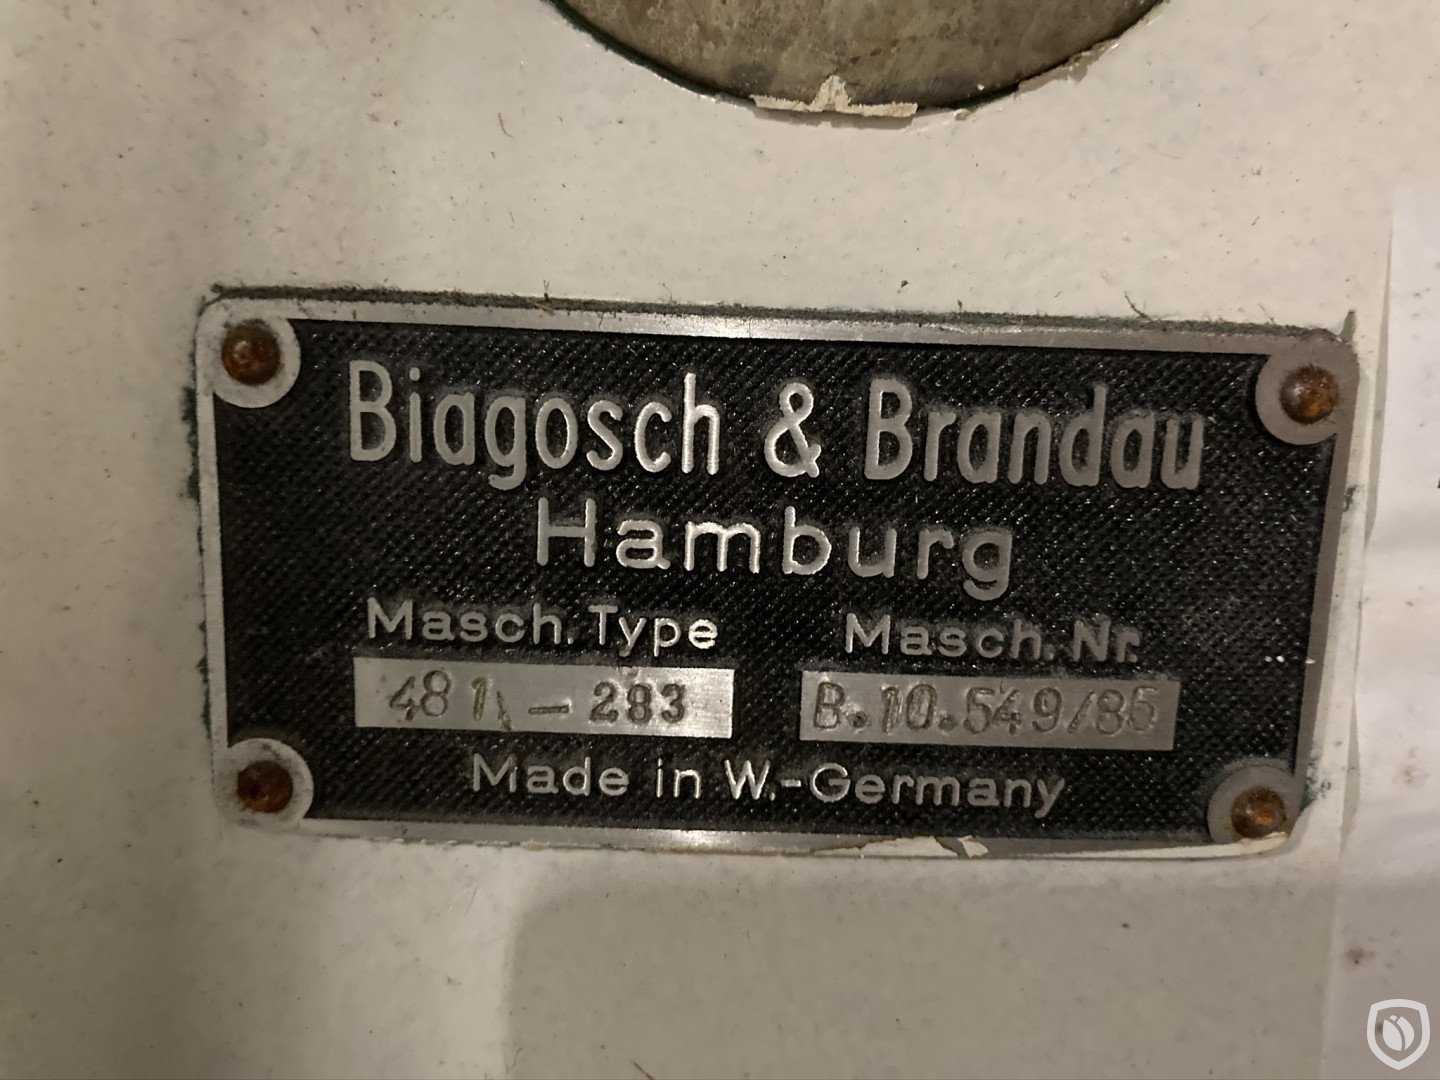 Biagosch & Brandau
Hamburg
Masch. Type Masch. Nr.
481 - 283 B.10.549/85
Made in W.-Germany